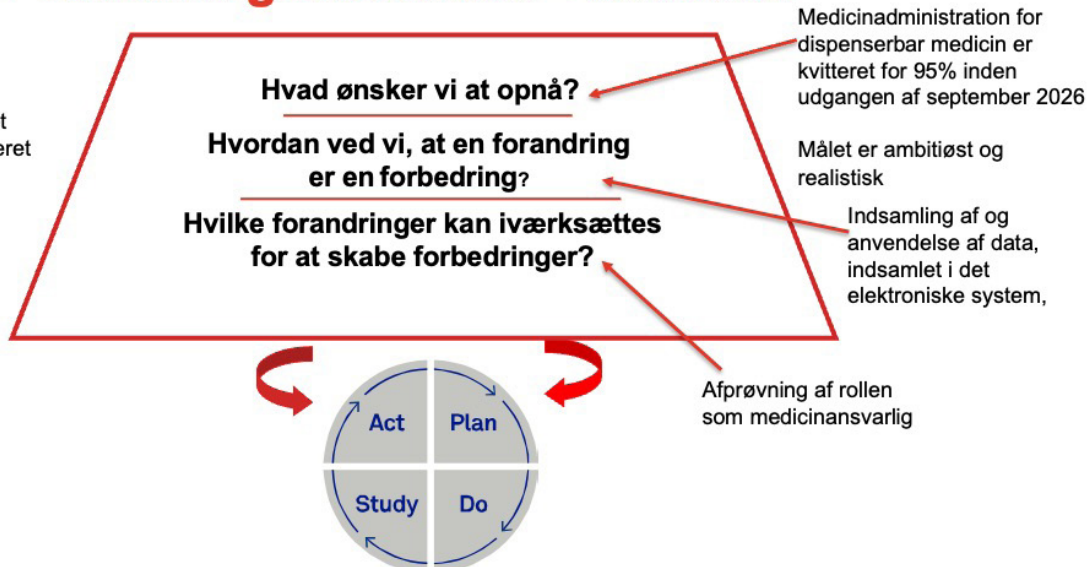 Medicinadministration for
dispenserbar medicin er
kvitteret for 95% inden
udgangen af september 2026
Hvad ønsker vi at opnå?
Hvordan ved vi, at en forandring
er en forbedring?
Målet er ambitiøst og
realistisk
Hvilke forandringer kan iværksættes
for at skabe forbedringer?
Indsamling af og
anvendelse af data,
indsamlet i det
elektroniske system,
Afprøvning af rollen
som medicinansvarlig
Act
Plan
Study
Do